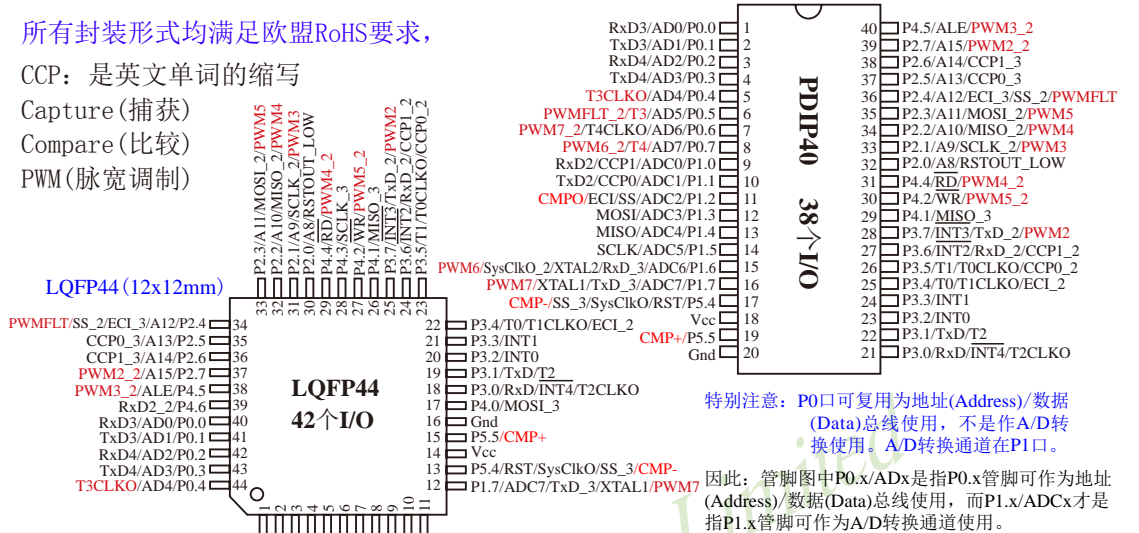 所有封装形式均满足欧盟RoHS要求，
CCP：是英文单词的缩写
Capture(捕获)
Compare(比较)
PWM(脉宽调制)
P2.3/A11/MOSI_2/PWM5
P2.2/A10/MISO_2/PWM4
P2.1/A9/SCLK_2/PWM3
P2.0/A8/RSTOUT_LOW
P4.4/RD/PWM4_2
P4.3/SCLK_3
P4.2/WR/PWM5_2
P4.1/MISO_3
P3.7/INT3/TxD_2/PWM2
P3.6/INT2/RxD_2/CCP1_2
P3.5/T1/T0CLKO/CCP0_2
33
32
31
30
29
28
27
26
25
24
23
LQFP44 (12x12mm)
PWMFLT/SS_2/ECI_3/A12/P2.4 34
CCP0_3/A13/P2.5 35
CCP1_3/A14/P2.6 36
PWM2_2/A15/P2.7 37
PWM3_2/ALE/P4.5 38
RxD2_2/P4.6 39
RxD3/AD0/P0.0 40
TxD3/AD1/P0.1 41
RxD4/AD2/P0.2 42
TxD4/AD3/P0.3 43
T3CLKO/AD4/P0.4 44
LQFP44
42个I/O
22 P3.4/T0/T1CLKO/ECI_2
21 P3.3/INT1
20 P3.2/INT0
19 P3.1/TxD/T2
18 P3.0/RxD/INT4/T2CLKO
17 P4.0/MOSI_3
16 Gnd
15 P5.5/CMP+
14 Vcc
13 P5.4/RST/SysClkO/SS_3/CMP-
12 P1.7/ADC7/TxD_3/XTAL1/PWM7
1
2
3
4
5
6
7
8
9
10
11
RxD3/AD0/P0.0 1
TxD3/AD1/P0.1 2
RxD4/AD2/P0.2 3
TxD4/AD3/P0.3 4
T3CLKO/AD4/P0.4 5
PWMFLT_2/T3/AD5/P0.5 6
PWM7_2/T4CLKO/AD6/P0.6 7
PWM6_2/T4/AD7/P0.7 8
RxD2/CCP1/ADC0/P1.0 9
TxD2/CCP0/ADC1/P1.1 10
CMPO/ECI/SS/ADC2/P1.2 11
MOSI/ADC3/P1.3 12
MISO/ADC4/P1.4 13
SCLK/ADC5/P1.5 14
PWM6/SysClkO_2/XTAL2/RxD_3/ADC6/P1.6 15
PWM7/XTAL1/TxD_3/ADC7/P1.7 16
CMP-/SS_3/SysClkO/RST/P5.4 17
Vcc 18
CMP+/P5.5 19
Gnd 20
PDIP40 38个I/O
40 P4.5/ALE/PWM3_2
39 P2.7/A15/PWM2_2
38 P2.6/A14/CCP1_3
37 P2.5/A13/CCP0_3
36 P2.4/A12/ECI_3/SS_2/PWMFLT
35 P2.3/A11/MOSI_2/PWM5
34 P2.2/A10/MISO_2/PWM4
33 P2.1/A9/SCLK_2/PWM3
32 P2.0/A8/RSTOUT_LOW
31 P4.4/RD/PWM4_2
30 P4.2/WR/PWM5_2
29 P4.1/MISO_3
28 P3.7/INT3/TxD_2/PWM2
27 P3.6/INT2/RxD_2/CCP1_2
26 P3.5/T1/T0CLKO/CCP0_2
25 P3.4/T0/T1CLKO/ECI_2
24 P3.3/INT1
23 P3.2/INT0
22 P3.1/TxD/T2
21 P3.0/RxD/INT4/T2CLKO
特别注意：P0口可复用为地址(Address)/数据
(Data)总线使用，不是作A/D转
换使用。A/D转换通道在P1口。
因此：管脚图中P0.x/ADx是指P0.x管脚可作为地址
(Address)/数据(Data)总线使用，而P1.x/ADCx才是
指P1.x管脚可作为A/D转换通道使用。
Limited